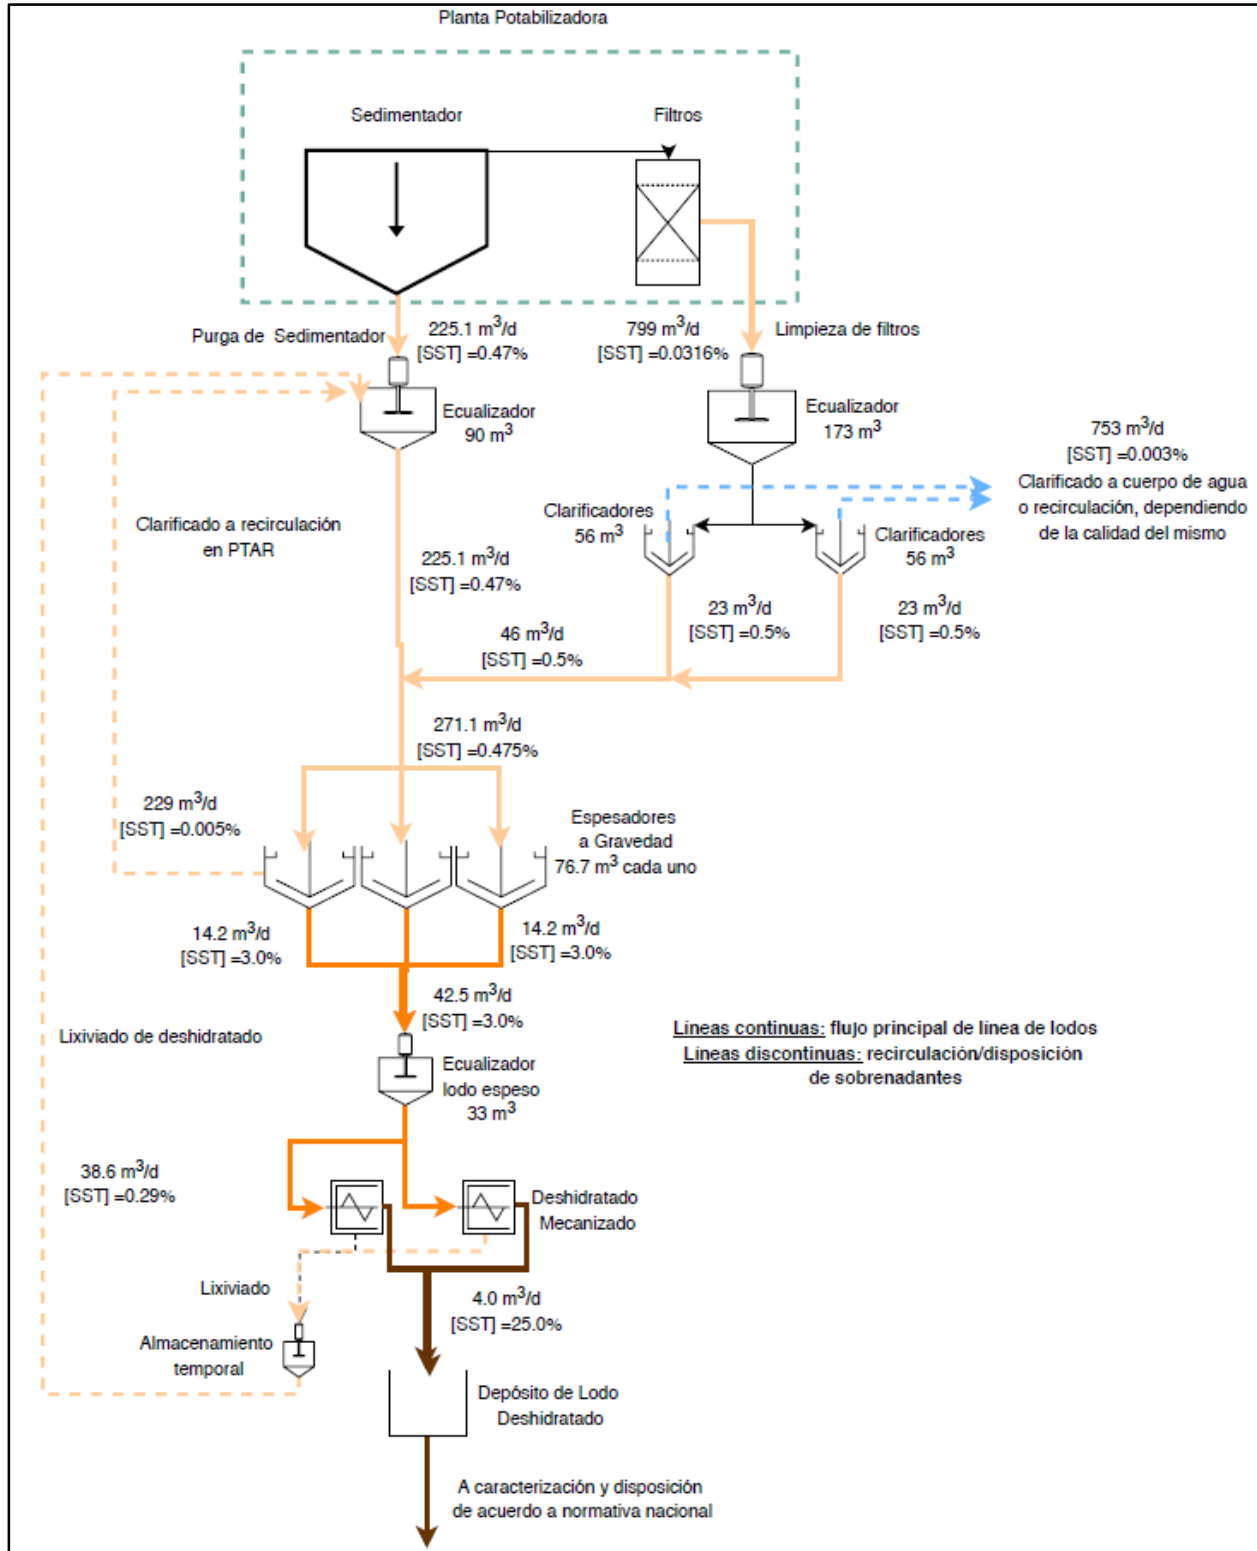 Planta Potabilizadora
Sedimentador
Filtros
Purga de Sedimentador
225.1 m³/d
[SST] =0.47%
799 m³/d
[SST] =0.0316%
Limpieza de filtros
Ecualizador
90 m³
Ecualizador
173 m³
753 m³/d
[SST] =0.003%
Clarificado a cuerpo de agua
o recirculación, dependiendo
de la calidad del mismo
Clarificado a recirculación
en PTAR
Clarificadores
56 m³
Clarificadores
56 m³
225.1 m³/d
[SST] =0.47%
23 m³/d
[SST] =0.5%
23 m³/d
[SST] =0.5%
46 m³/d
[SST] =0.5%
271.1 m³/d
[SST] =0.475%
229 m³/d
[SST] =0.005%
Espesadores
a Gravedad
76.7 m³ cada uno
14.2 m³/d
[SST] =3.0%
14.2 m³/d
[SST] =3.0%
42.5 m³/d
[SST] =3.0%
Lixiviado de deshidratado
Ecualizador
lodo espeso
33 m³
Líneas continuas: flujo principal de línea de lodos
Líneas discontinuas: recirculación/disposición
de sobrenadantes
38.6 m³/d
[SST] =0.29%
Deshidratado
Mecanizado
Lixiviado
4.0 m³/d
[SST] =25.0%
Almacenamiento
temporal
Depósito de Lodo
Deshidratado
A caracterización y disposición
de acuerdo a normativa nacional